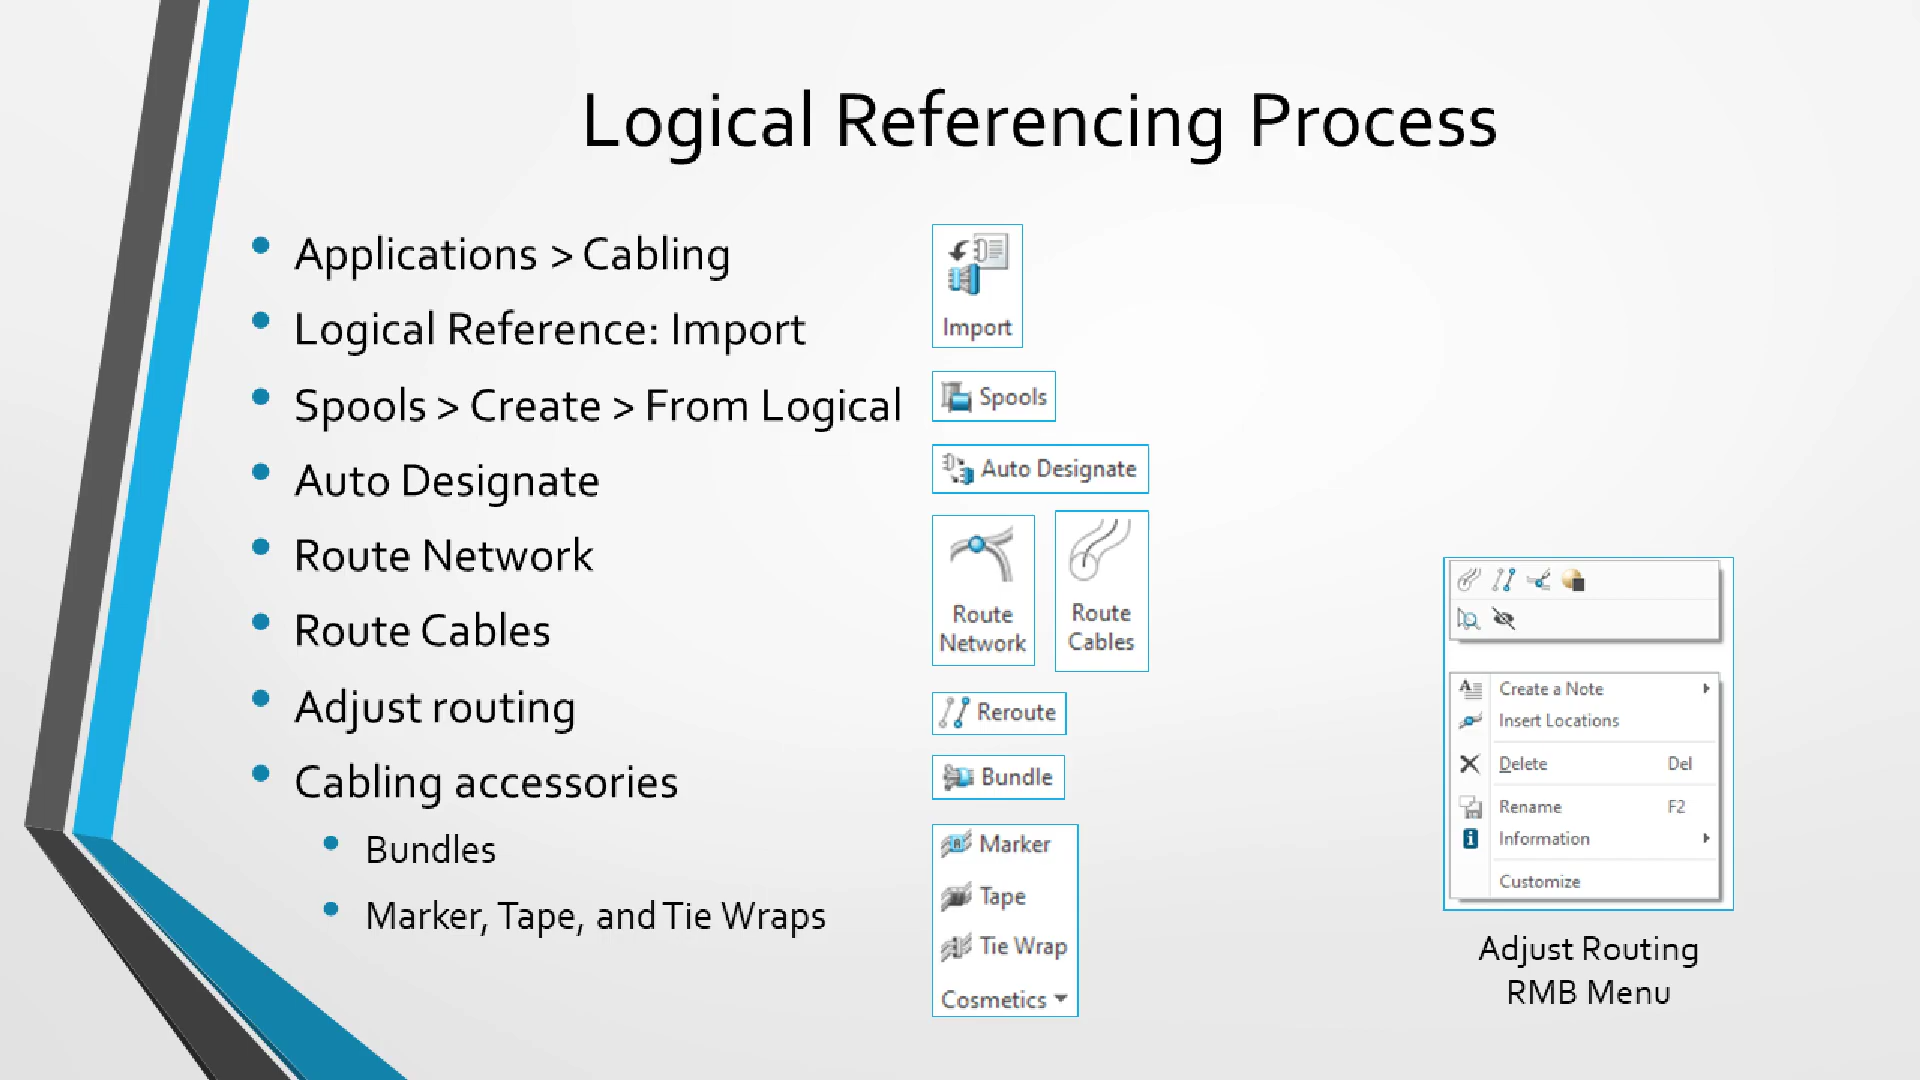 Logical Referencing Process
Applications > Cabling
Logical Reference: Import
Spools > Create > From Logical
Auto Designate
Route Network
Route Cables
Adjust routing
Cabling accessories
Bundles
Marker, Tape, and Tie Wraps
Import
Spools
Auto Designate
Route
Network
Route
Cables
Reroute
Bundle
Marker
Tape
Tie Wrap
Cosmetics
Create a Note
Insert Locations
Delete Del
Rename F2
Information
Customize
Adjust Routing
RMB Menu